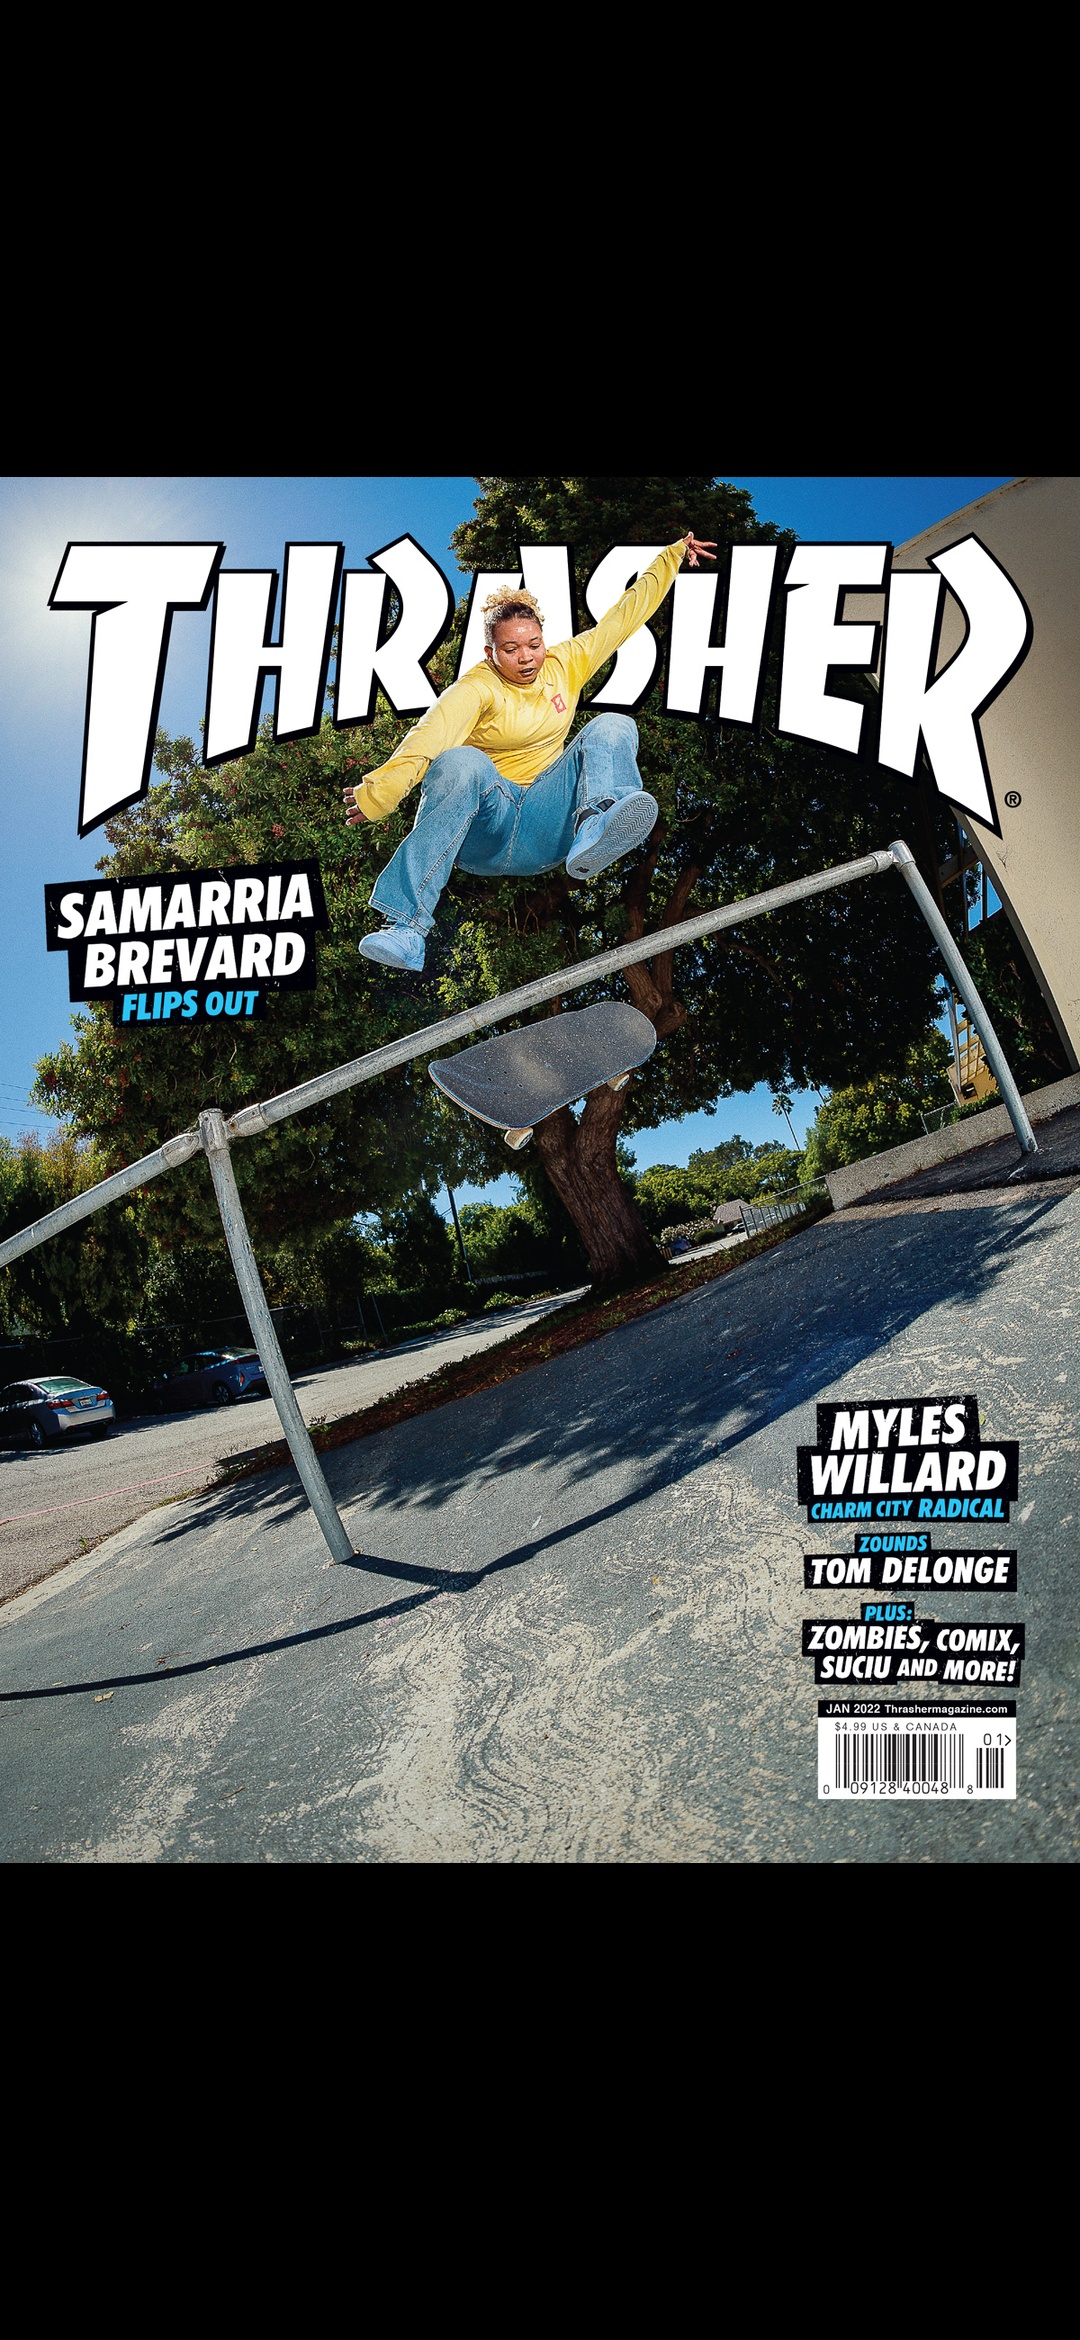 THRASHER®
SAMARRIA
BREVARD
FLIPS OUT
MYLES
WILLARD
CHARM CITY RADICAL
ZOUNDS
TOM DELONGE
PLUS:
ZOMBIES, COMIX,
SUCIU AND MORE!
JAN 2022 Thrashermagazine.com
$4.99 US & CANADA
01>
0 09128 40048 8